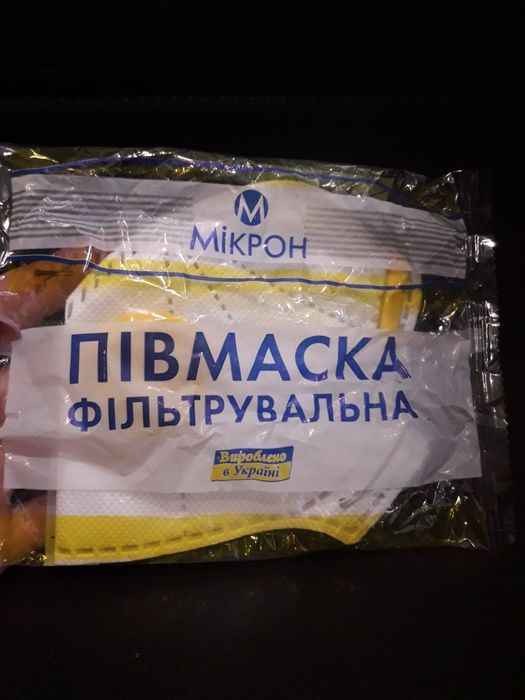 М
МІКРОН
ПІВМАСКА
ФІЛЬТРУВАЛЬНА
Вироблено
в Україні